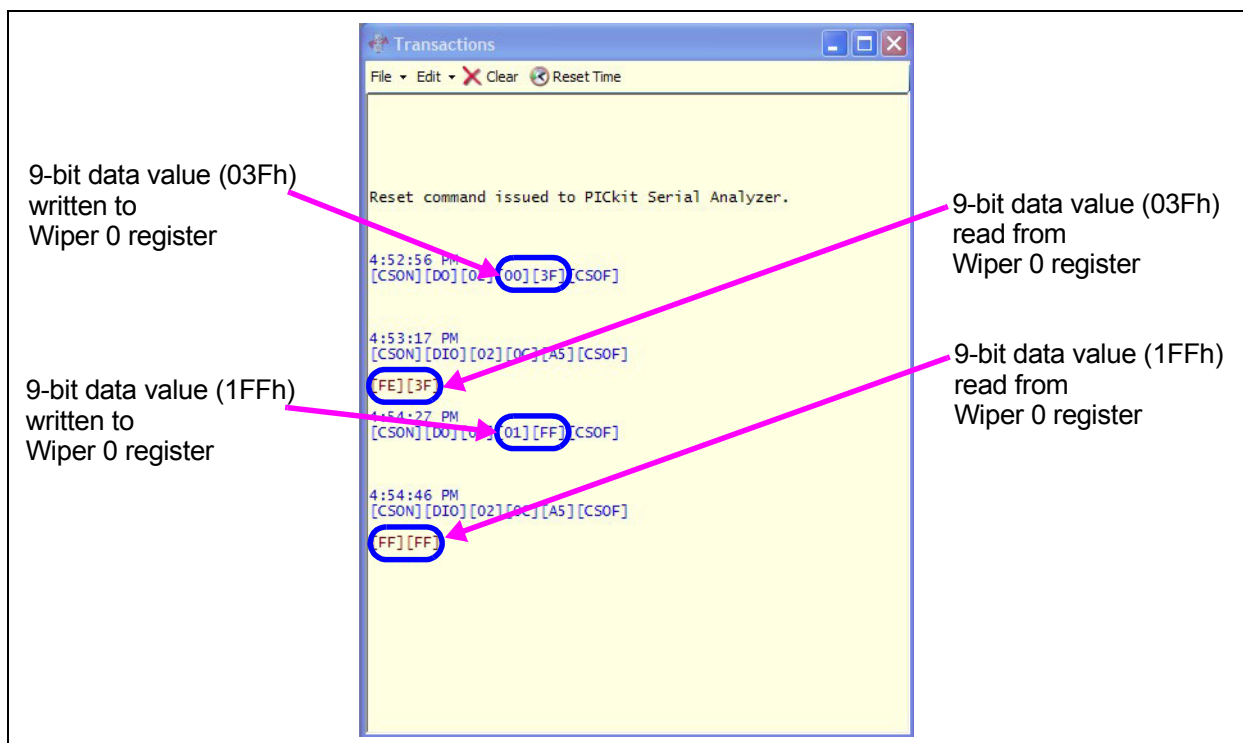 Transactions
File Edit Clear Reset Time
9-bit data value (03Fh)
written to
Wiper 0 register
Reset command issued to PICkit Serial Analyzer.
9-bit data value (03Fh)
read from
Wiper 0 register
4:52:56 PM
[CSON][DO][02][00][3F][CSOF]
4:53:17 PM
[CSON][DIO][02][0C][A5][CSOF]
[FE][3F]
9-bit data value (1FFh)
read from
Wiper 0 register
9-bit data value (1FFh)
written to
Wiper 0 register
4:54:27 PM
[CSON][DO] [01][FF][CSOF]
4:54:46 PM
[CSON][DIO][02][0C][A5][CSOF]
[FF][FF]